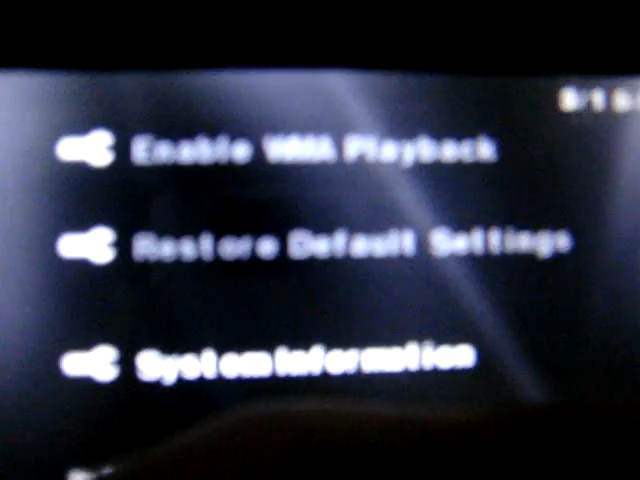 Enable WMA Playback
Restore Default Settings
System Information